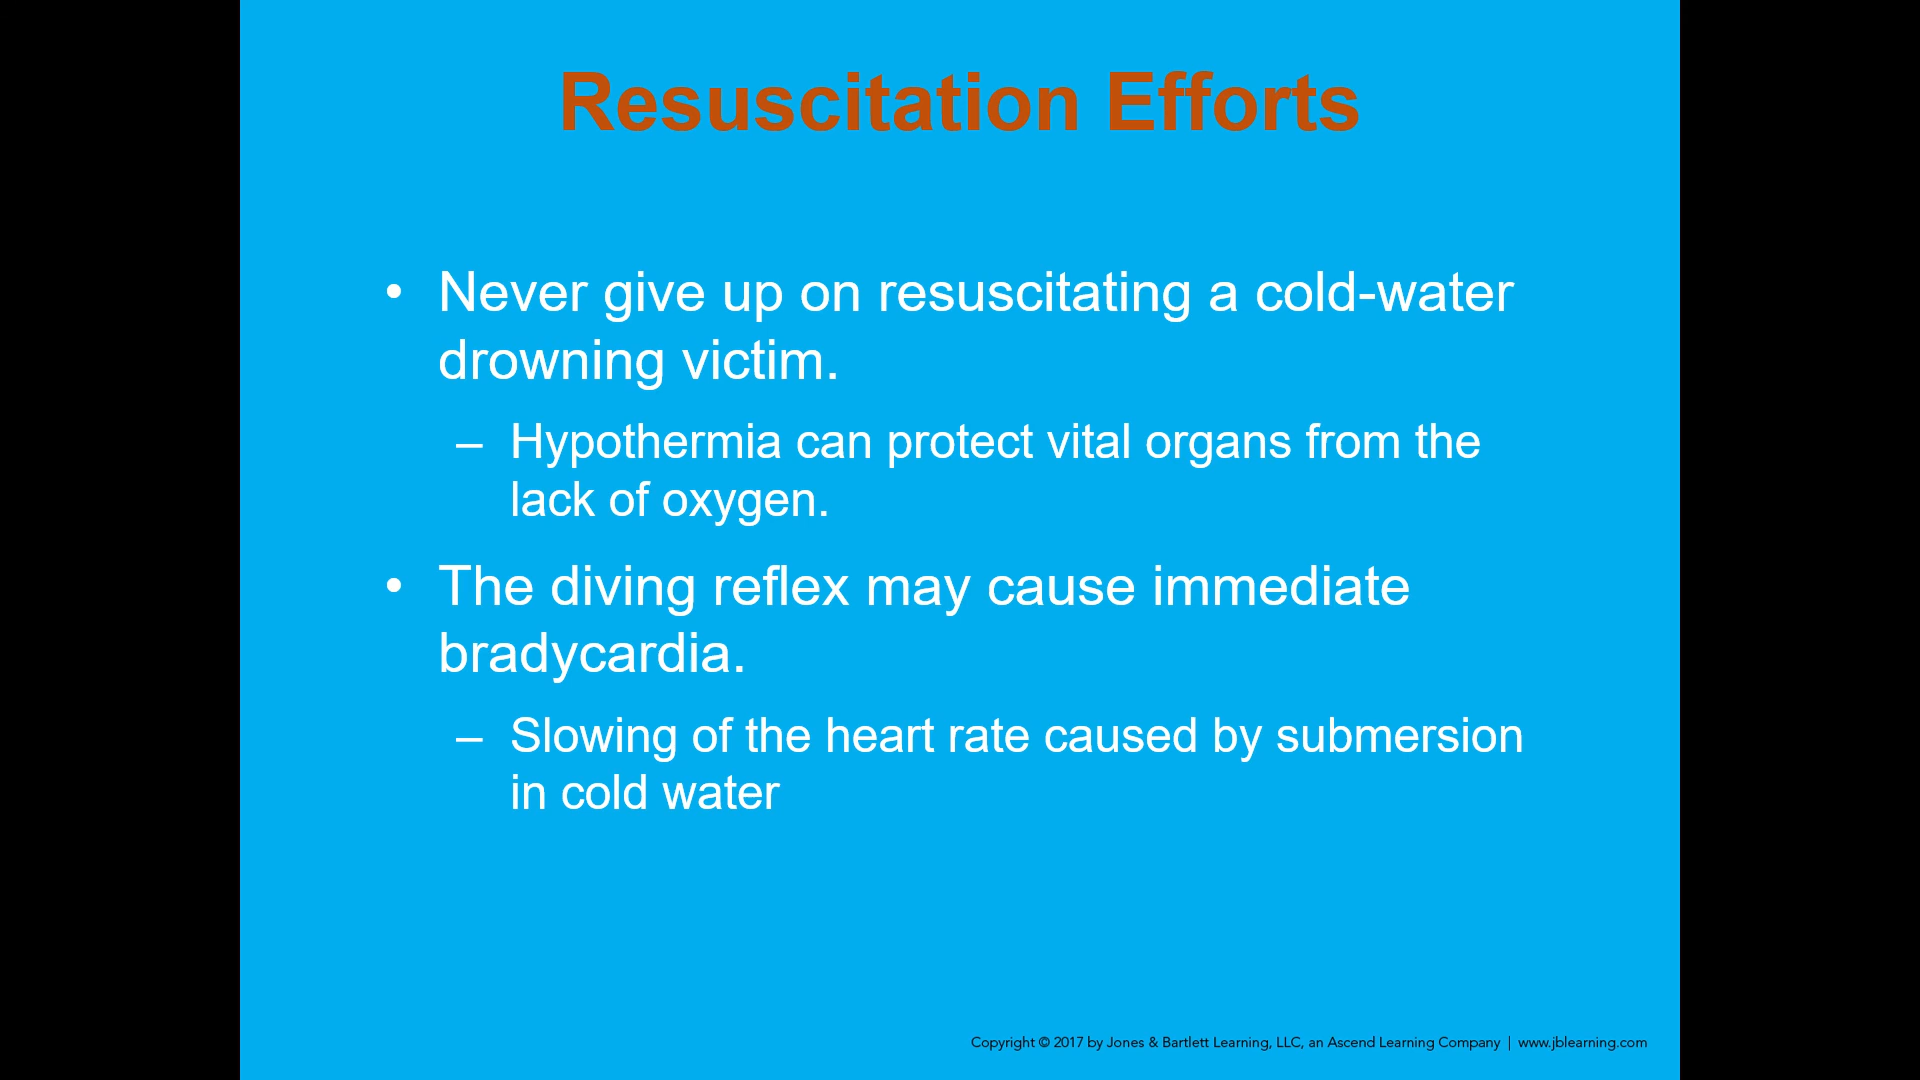 Resuscitation Efforts
• Never give up on resuscitating a cold-water
drowning victim.
– Hypothermia can protect vital organs from the
lack of oxygen.
• The diving reflex may cause immediate
bradycardia.
– Slowing of the heart rate caused by submersion
in cold water
Copyright © 2017 by Jones & Bartlett Learning, LLC, an Ascend Learning Company | www.jblearning.com